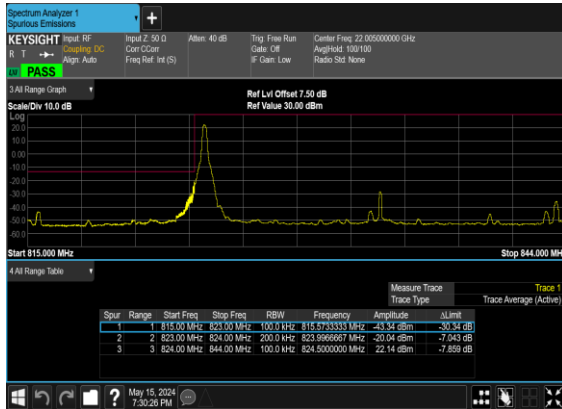 Spectrum Analyzer 1
Spurious Emissions
KEYSIGHT Input: RF Input Z: 50 Ω Atten: 40 dB Trig: Free Run Center Freq: 22.005000000 GHz
R T Coupling: DC Corr CCorr Gate: Off Avg|Hold: 100/100
Align: Auto Freq Ref: Int (S) IF Gain: Low Radio Std: None
LV PASS
3 All Range Graph
Ref Lvl Offset 7.50 dB
Scale/Div 10.0 dB Ref Value 30.00 dBm
Log
20.0
10.0
0.00
-10.0
-20.0
-30.0
-40.0
-50.0
-60.0
Start 815.000 MHz Stop 844.000 MHz
4 All Range Table
Measure Trace Trace 1
Trace Type Trace Average (Active)
Spur Range Start Freq Stop Freq RBW Frequency Amplitude ΔLimit
1 1 815.00 MHz 823.00 MHz 100.0 kHz 815.5733333 MHz -43.34 dBm -30.34 dB
2 2 823.00 MHz 824.00 MHz 200.0 kHz 823.9966667 MHz -20.04 dBm -7.043 dB
3 3 824.00 MHz 844.00 MHz 100.0 kHz 824.5000000 MHz 22.14 dBm -7.859 dB
May 15, 2024
7:30:26 PM